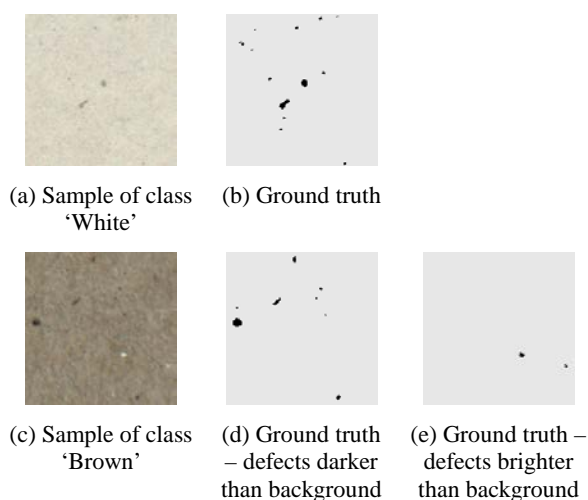 (a) Sample of class
‘White’
(b) Ground truth
(c) Sample of class
‘Brown’
(d) Ground truth
– defects darker
than background
(e) Ground truth –
defects brighter
than background